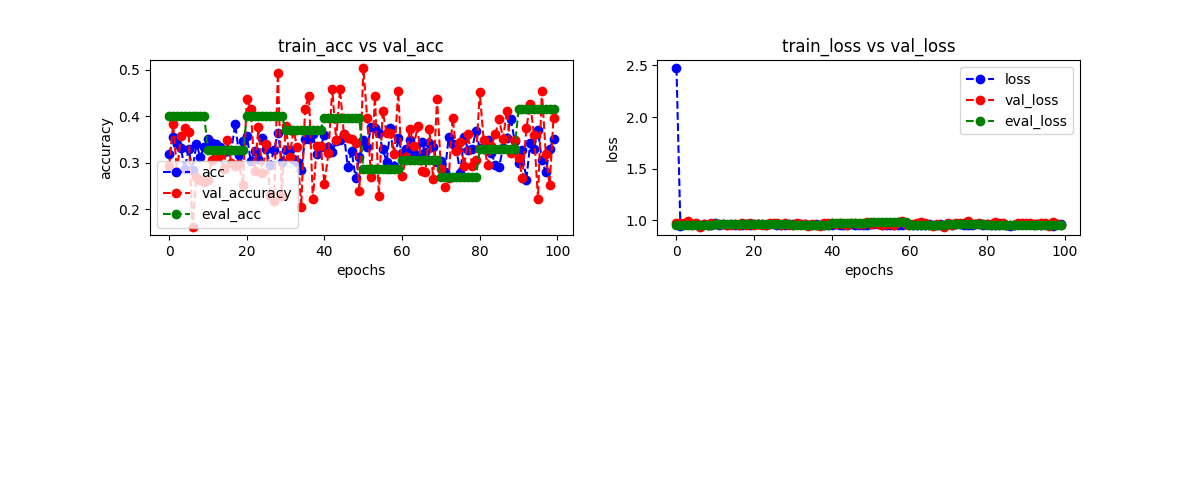 train_acc vs val_acc
accuracy
0.5
0.4
0.3
0.2
acc
val_accuracy
eval_acc
0 20 40 60 80 100
epochs
train_loss vs val_loss
loss
2.5
2.0
1.5
1.0
loss
val_loss
eval_loss
0 20 40 60 80 100
epochs